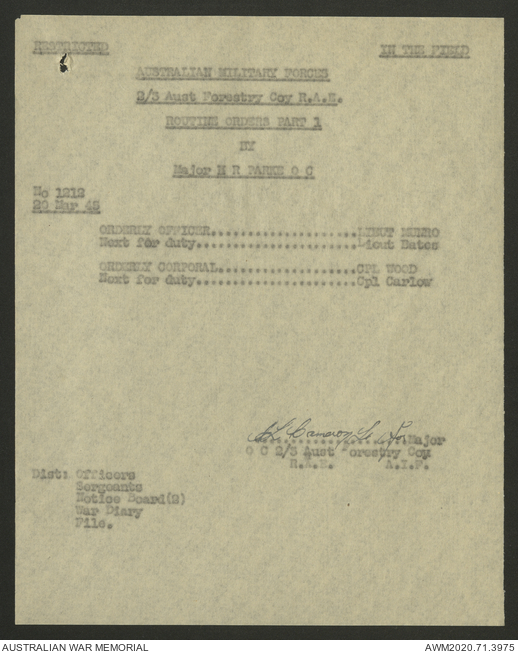 RESTRICTED IN THE FIELD
AUSTRALIAN MILITARY FORCES
2/3 Aust Forestry Coy R.A.E.
ROUTINE ORDERS PART 1
BY
Major N R PARKE O C
No 1212
20 Mar 45
ORDERLY OFFICER....................LIEUT MUNRO
Next for duty.......................Lieut Bates
ORDERLY CORPORAL....................CPL WOOD
Next for duty.......................Cpl Carlow
.Major
O C 2/3 Aust Forestry Coy
R.A.E. A.I.F.
Dist: Officers
Sergeants
Notice Board(2)
War Diary
File.
AUSTRALIAN WAR MEMORIAL AWM2020.71.3975